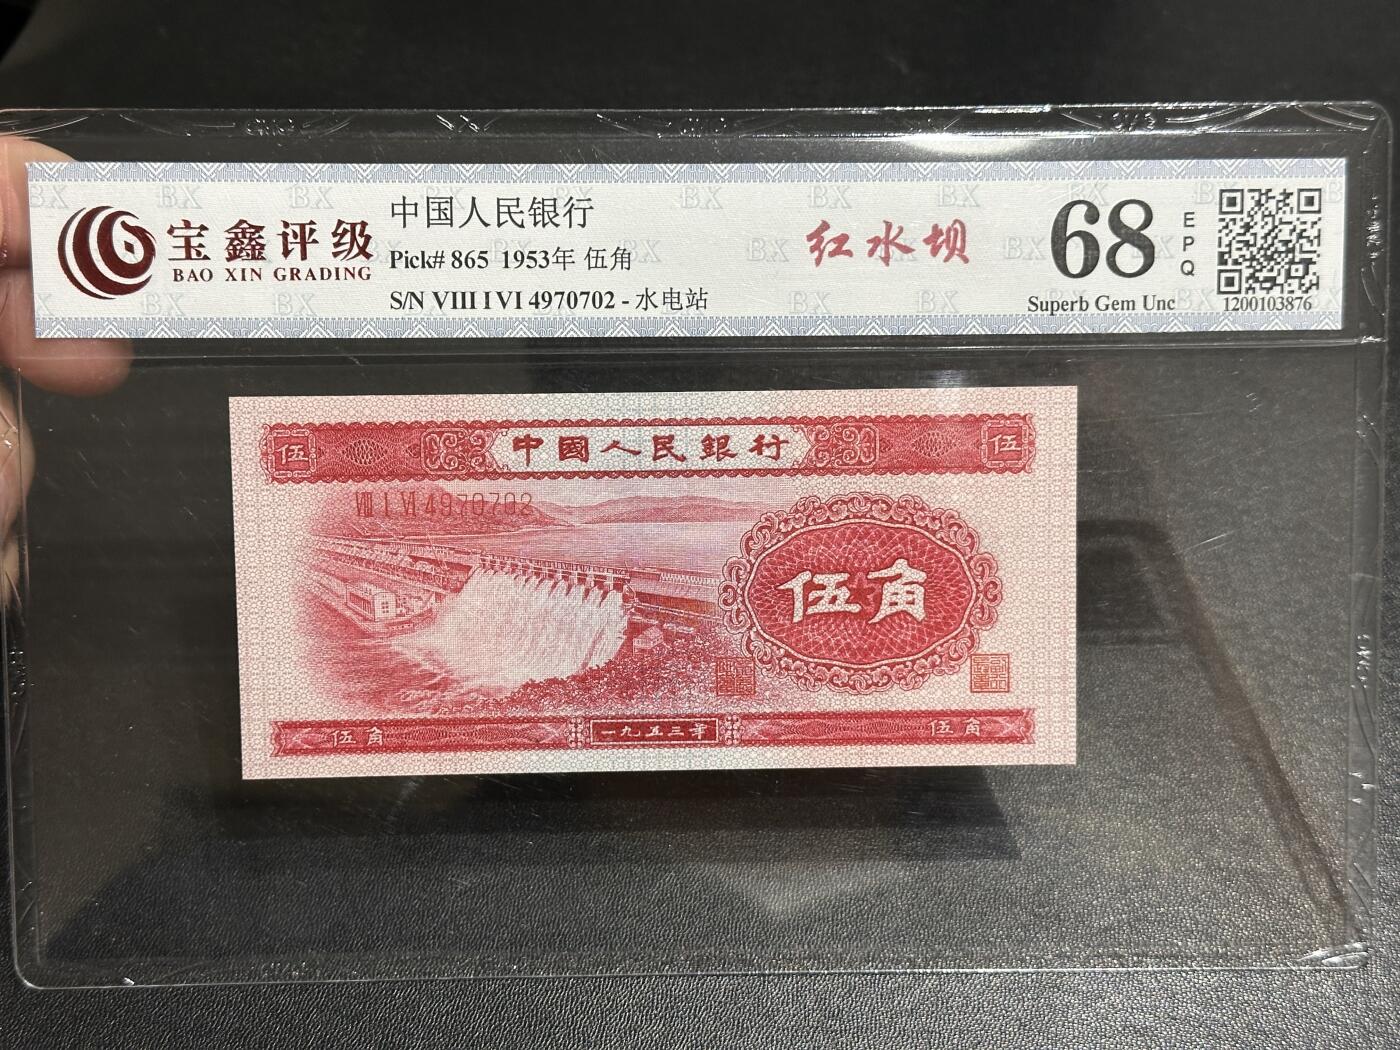 宝鑫评级
BAO XIN GRADING
中国人民银行
Pick# 865 1953年 伍角
S/N VIII I VI 4970702 - 水电站
红水坝
68
EPQ
Superb Gem Unc
1200103876
伍
中國人民銀行
伍
VIII I VI 4970702
伍角
伍角
一九五三年
伍角